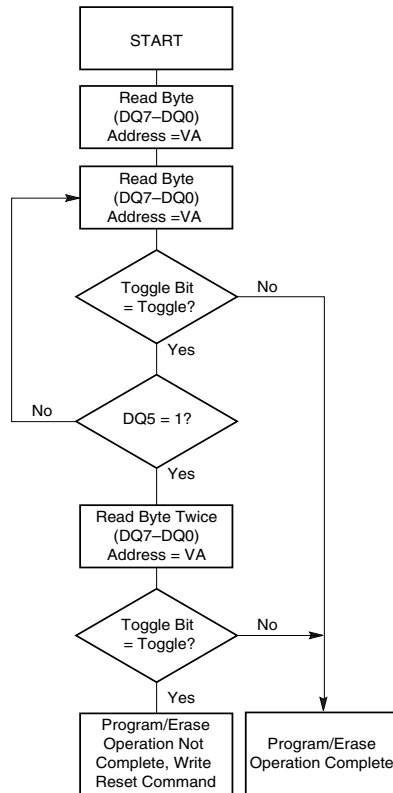 START
Read Byte
(DQ7–DQ0)
Address =VA
Read Byte
(DQ7–DQ0)
Address =VA
Toggle Bit
= Toggle?
No
Yes
No
DQ5 = 1?
Yes
Read Byte Twice
(DQ7–DQ0)
Address = VA
Toggle Bit
= Toggle?
No
Yes
Program/Erase
Operation Not
Complete, Write
Reset Command
Program/Erase
Operation Complete